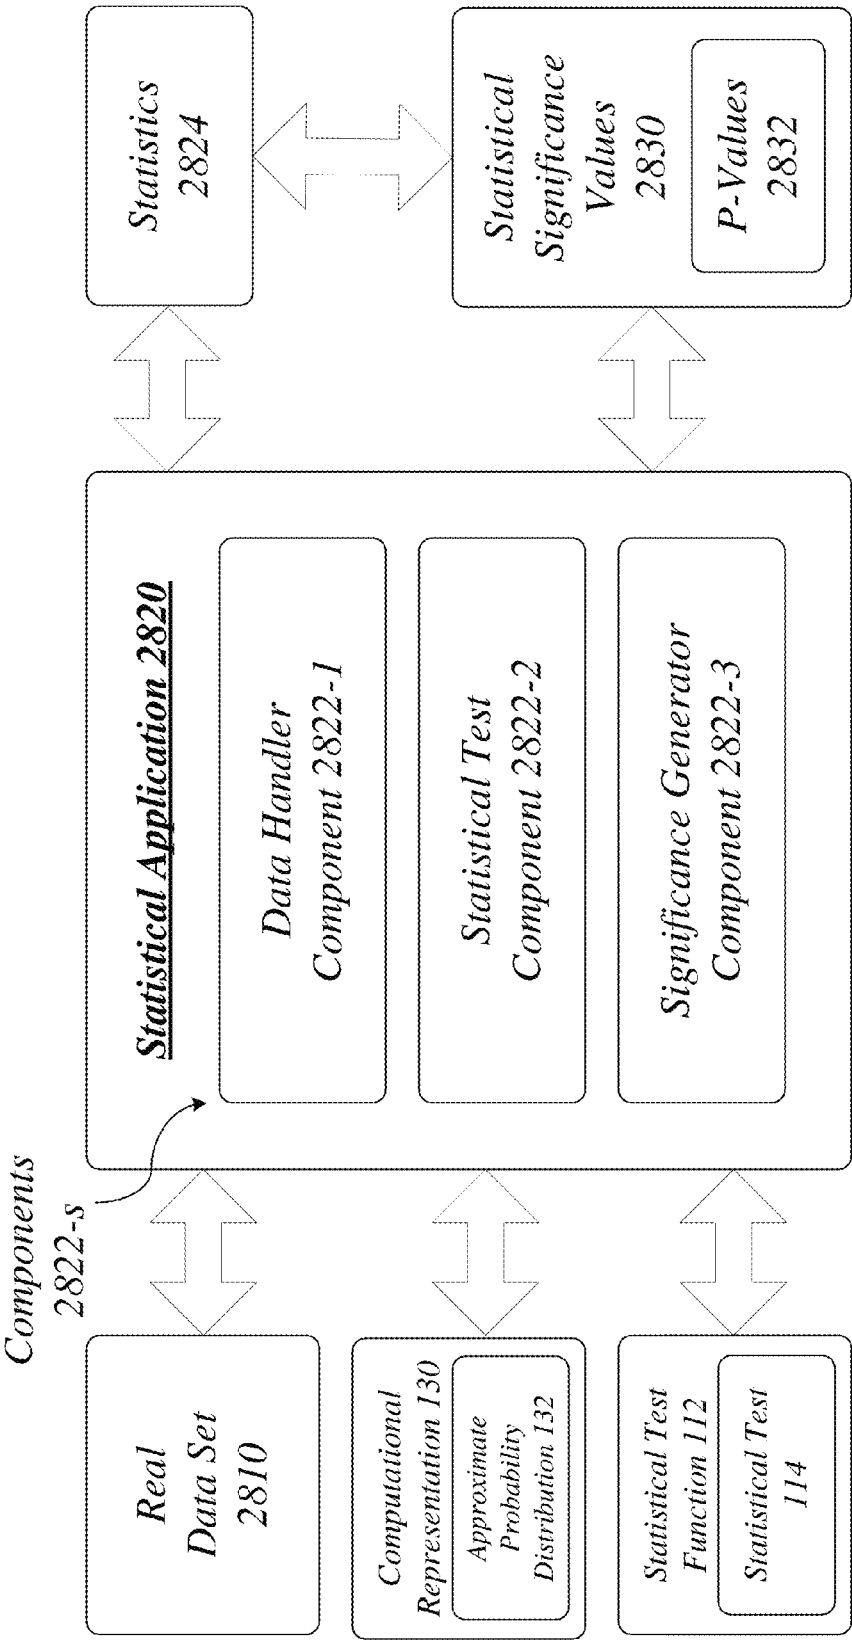 Components
2822-s
Real
Data Set
2810
Computational
Representation 130
Approximate
Probability
Distribution 132
Statistical Test
Function 112
Statistical Test
114
Statistical Application 2820
Data Handler
Component 2822-1
Statistical Test
Component 2822-2
Significance Generator
Component 2822-3
Statistics
2824
Statistical
Significance
Values
2830
P-Values
2832